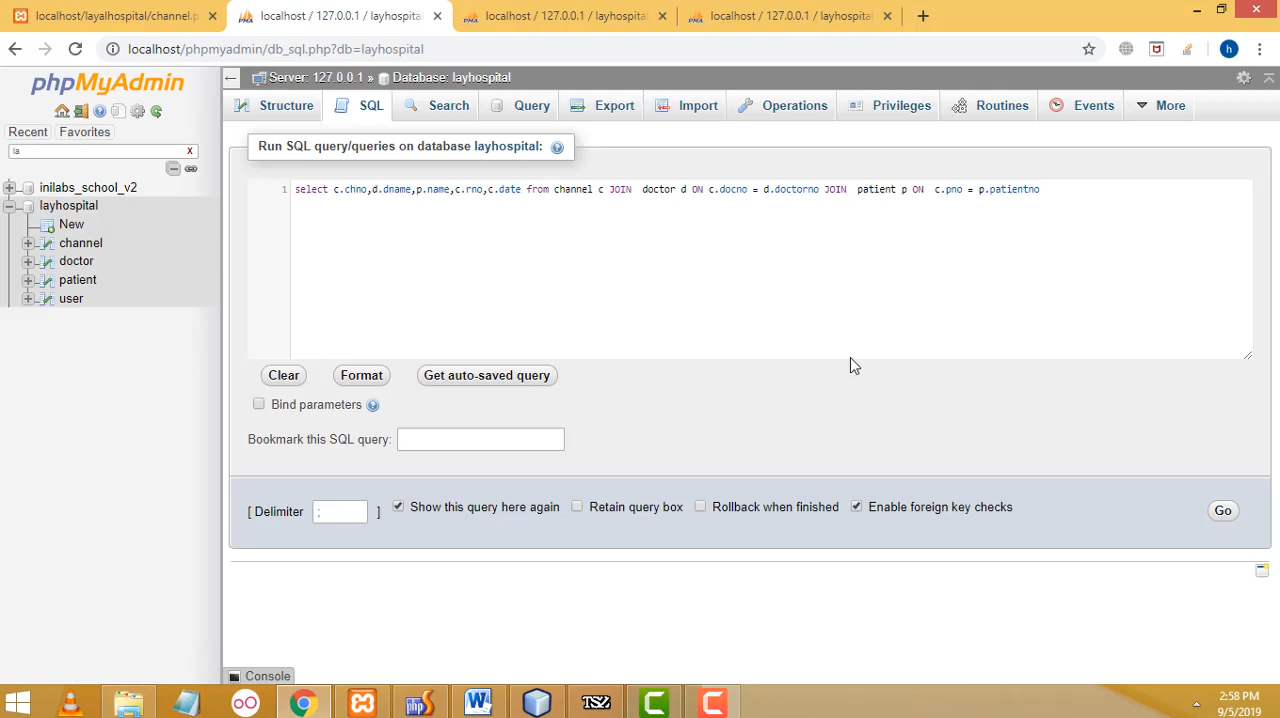 localhost/layalhospital/channel.p
localhost / 127.0.0.1 / layhospital
localhost / 127.0.0.1 / layhospital
localhost / 127.0.0.1 / layhospital
localhost/phpmyadmin/db_sql.php?db=layhospital
h
phpMyAdmin
Recent Favorites
la X
inilabs_school_v2
layhospital
New
channel
doctor
patient
user
Server: 127.0.0.1 » Database: layhospital
Structure SQL Search Query Export Import Operations Privileges Routines Events More
Run SQL query/queries on database layhospital:
1 select c.chno,d.dname,p.name,c.rno,c.date from channel c JOIN doctor d ON c.docno = d.doctorno JOIN patient p ON c.pno = p.patientno
Clear Format Get auto-saved query
Bind parameters
Bookmark this SQL query:
[ Delimiter ; ] Show this query here again Retain query box Rollback when finished Enable foreign key checks Go
Console
2:58 PM
9/5/2019